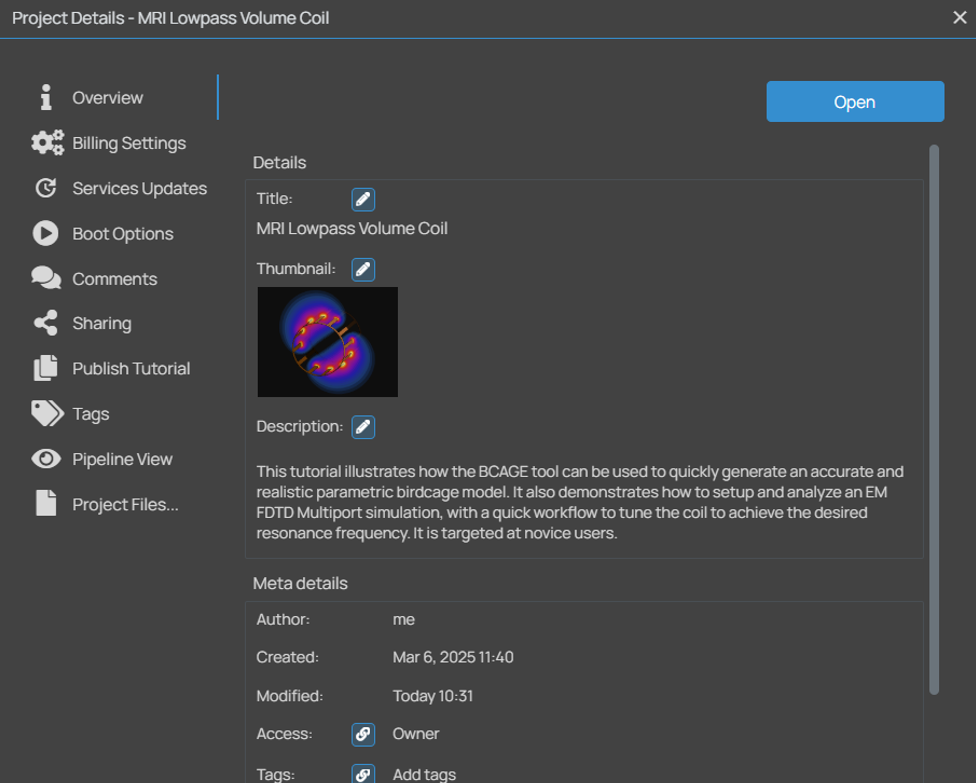 Project Details - MRI Lowpass Volume Coil
Overview
Billing Settings
Services Updates
Boot Options
Comments
Sharing
Publish Tutorial
Tags
Pipeline View
Project Files...
Open
Details
Title:
MRI Lowpass Volume Coil
Thumbnail:
Description:
This tutorial illustrates how the BCAGE tool can be used to quickly generate an accurate and
realistic parametric birdcage model. It also demonstrates how to setup and analyze an EM
FDTD Multiport simulation, with a quick workflow to tune the coil to achieve the desired
resonance frequency. It is targeted at novice users.
Meta details
Author: me
Created: Mar 6, 2025 11:40
Modified: Today 10:31
Access: Owner
Tags: Add tags